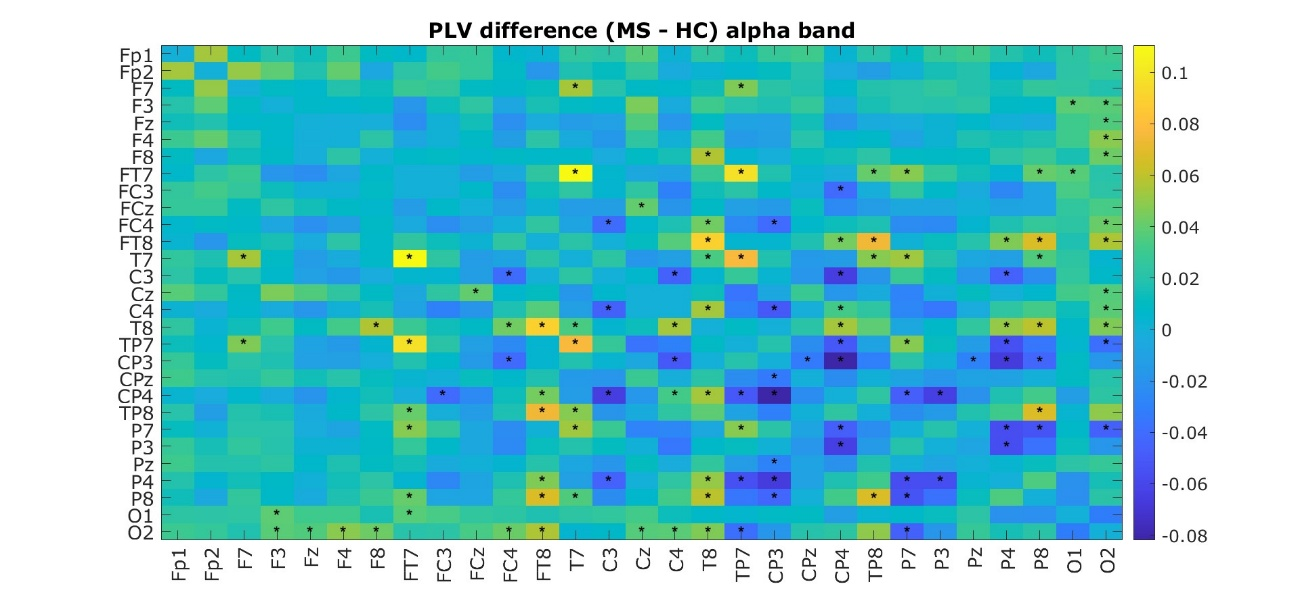 PLV difference (MS - HC) alpha band
Fp1
Fp2
F7
F3
Fz
F4
F8
FT7
FC3
FCz
FC4
FT8
T7
C3
Cz
C4
T8
TP7
CP3
CPz
CP4
TP8
P7
P3
Pz
P4
P8
O1
O2
Fp1 Fp2 F7 F3 Fz F4 F8 FT7 FC3 FCz FC4 FT8 T7 C3 Cz C4 T8 TP7 CP3 CPz CP4 TP8 P7 P3 Pz P4 P8 O1 O2
0.1
0.08
0.06
0.04
0.02
0
-0.02
-0.04
-0.06
-0.08